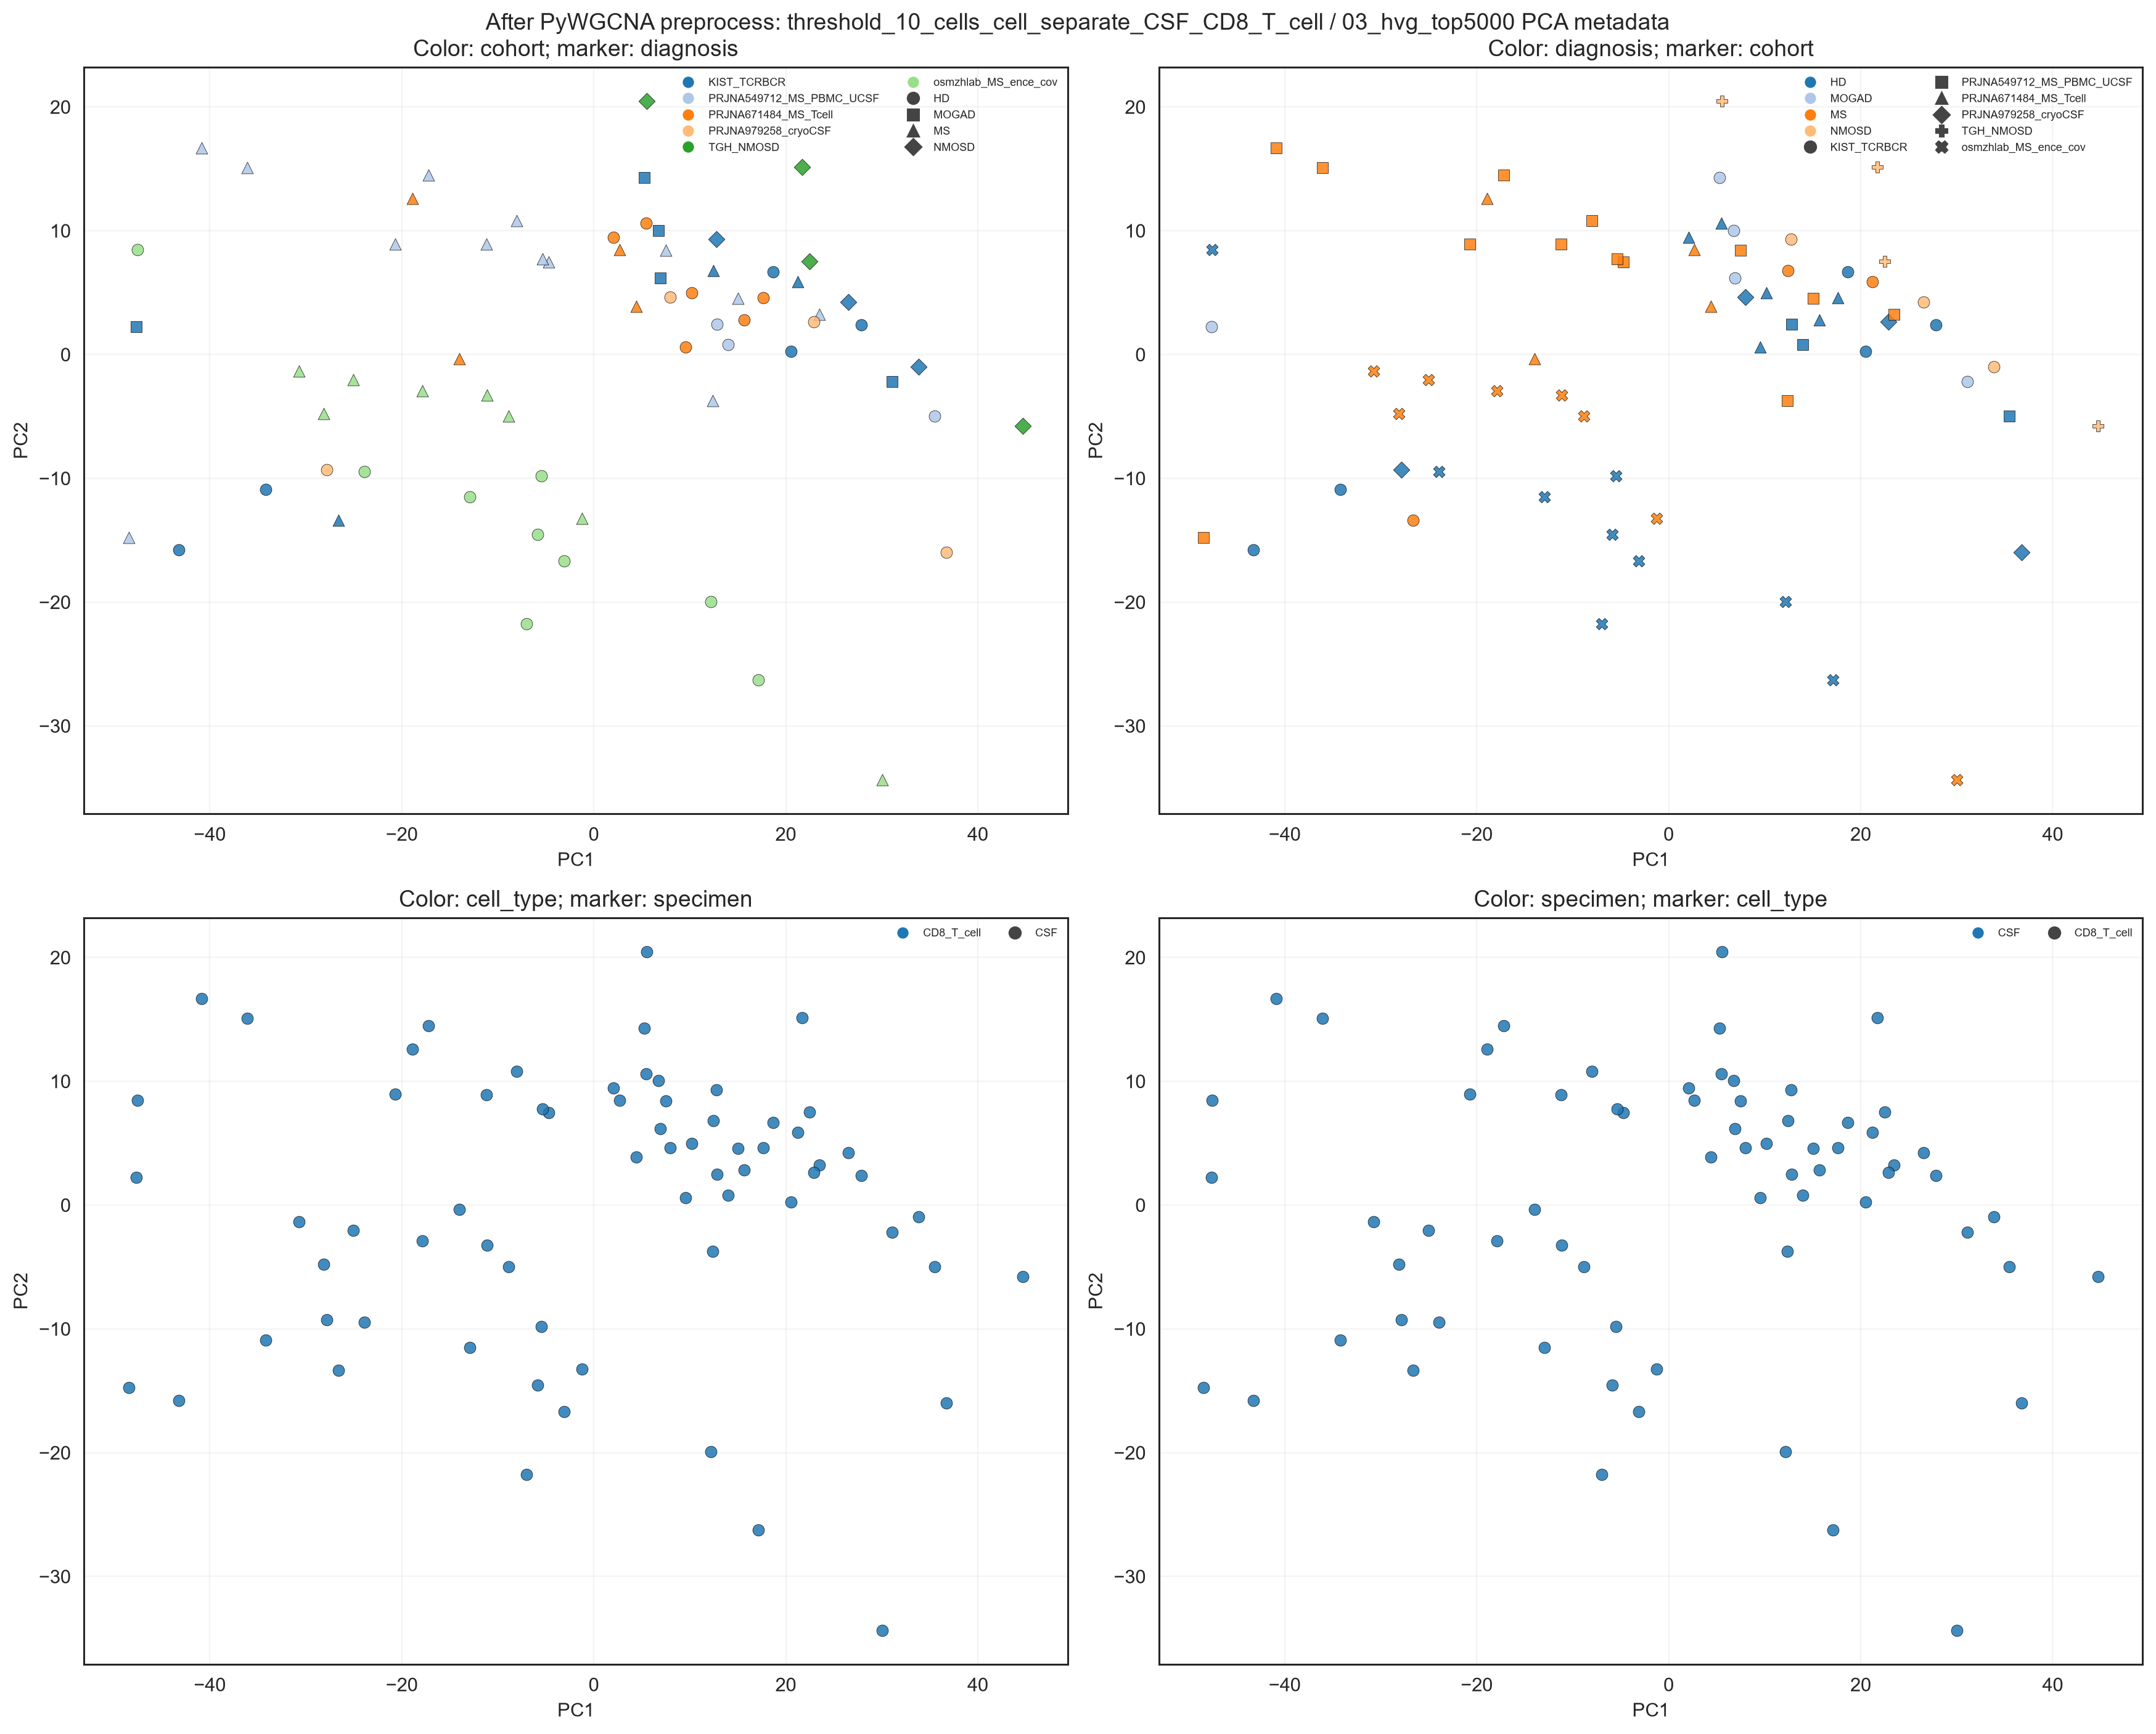 After PyWGCNA preprocess: threshold_10_cells_cell_separate_CSF_CD8_T_cell / 03_hvg_top5000 PCA metadata
Color: cohort; marker: diagnosis
KIST_TCRBCR
PRJNA549712_MS_PBMC_UCSF
PRJNA671484_MS_Tcell
PRJNA979258_cryoCSF
TGH_NMOSD
osmzhlab_MS_ence_cov
HD
MOGAD
MS
NMOSD
20
10
0
−10
−20
−30
PC2
−40 −20 0 20 40
PC1
Color: diagnosis; marker: cohort
HD
MOGAD
MS
NMOSD
KIST_TCRBCR
PRJNA549712_MS_PBMC_UCSF
PRJNA671484_MS_Tcell
PRJNA979258_cryoCSF
TGH_NMOSD
osmzhlab_MS_ence_cov
20
10
0
−10
−20
−30
PC2
−40 −20 0 20 40
PC1
Color: cell_type; marker: specimen
CD8_T_cell CSF
20
10
0
−10
−20
−30
PC2
−40 −20 0 20 40
PC1
Color: specimen; marker: cell_type
CSF CD8_T_cell
20
10
0
−10
−20
−30
PC2
−40 −20 0 20 40
PC1